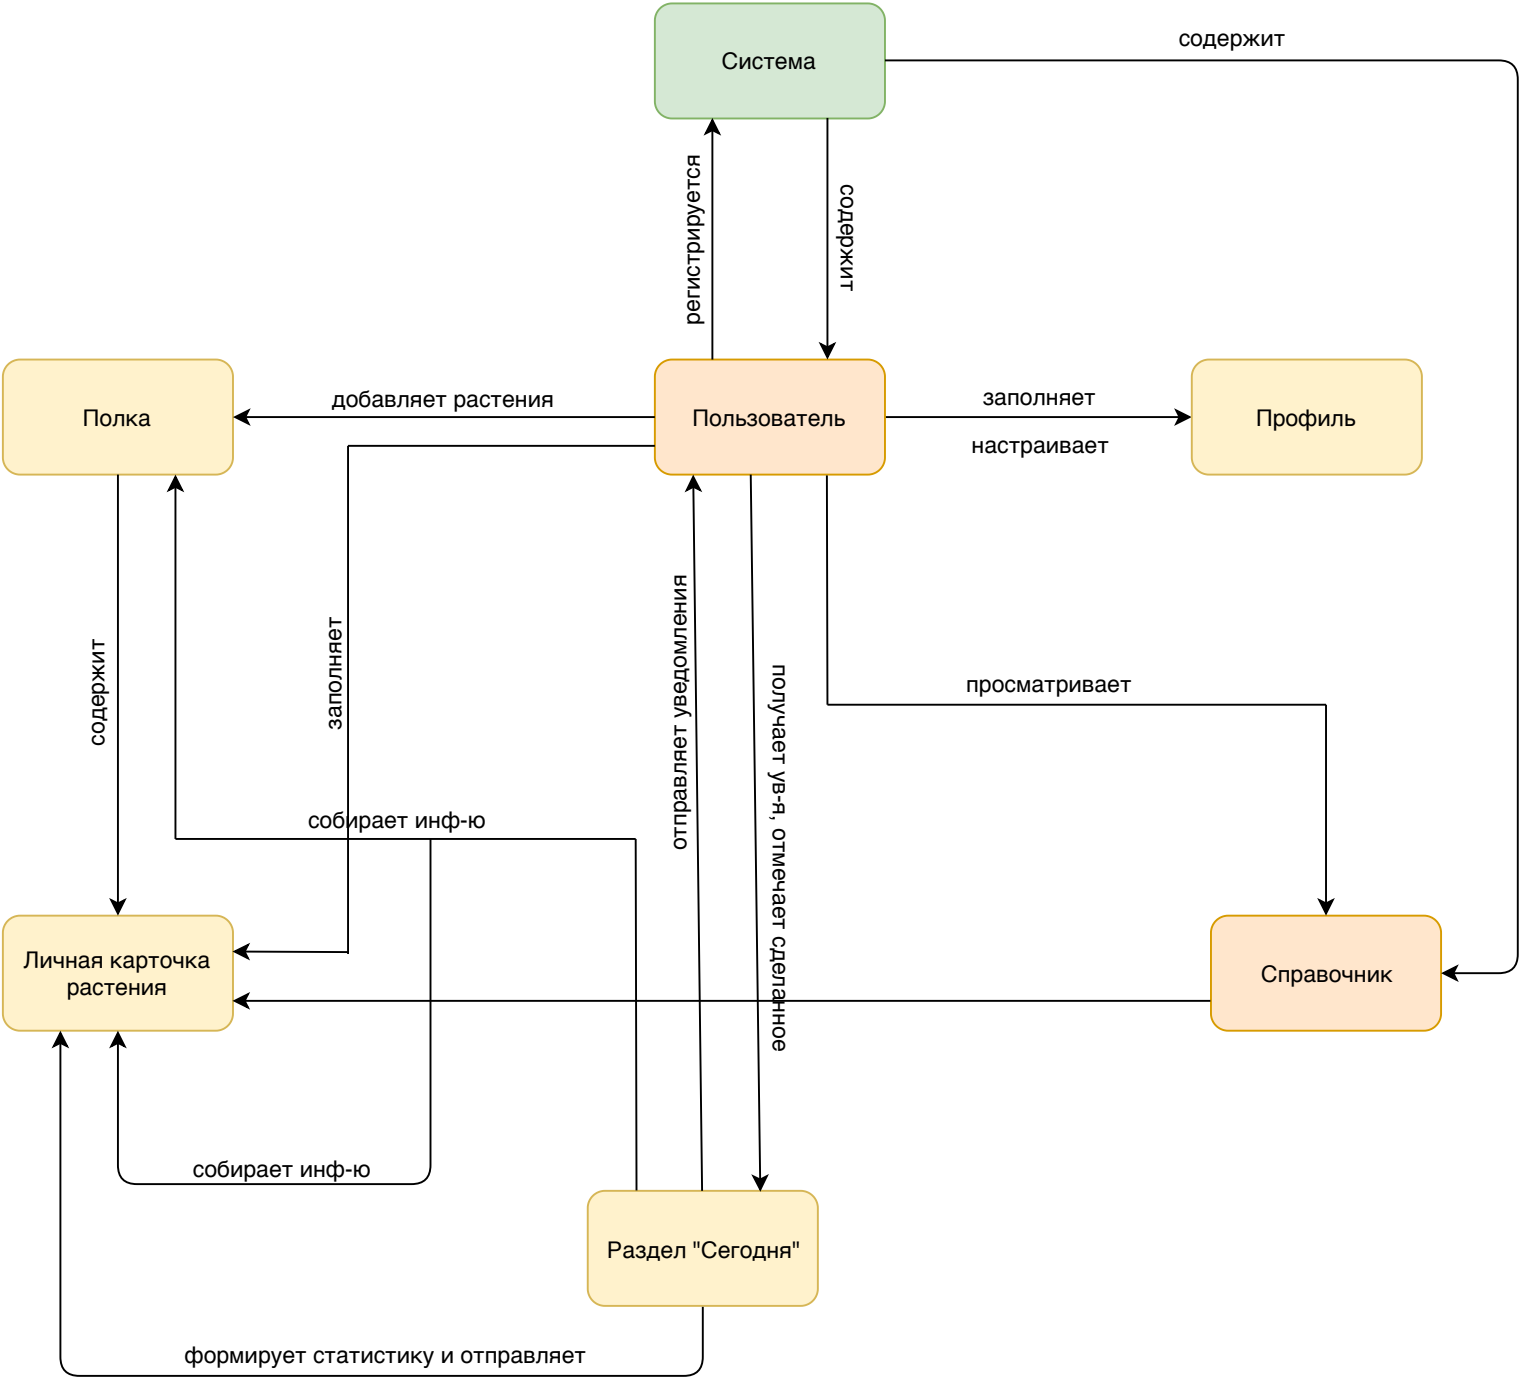 Система
содержит
регистрируется
содержит
Полка
добавляет растения
Пользователь
заполняет
настраивает
Профиль
содержит
заполняет
отправляет уведомления
получает ув-я, отмечает сделанное
просматривает
собирает инф-ю
Личная карточка
растения
Справочник
собирает инф-ю
Раздел "Сегодня"
формирует статистику и отправляет